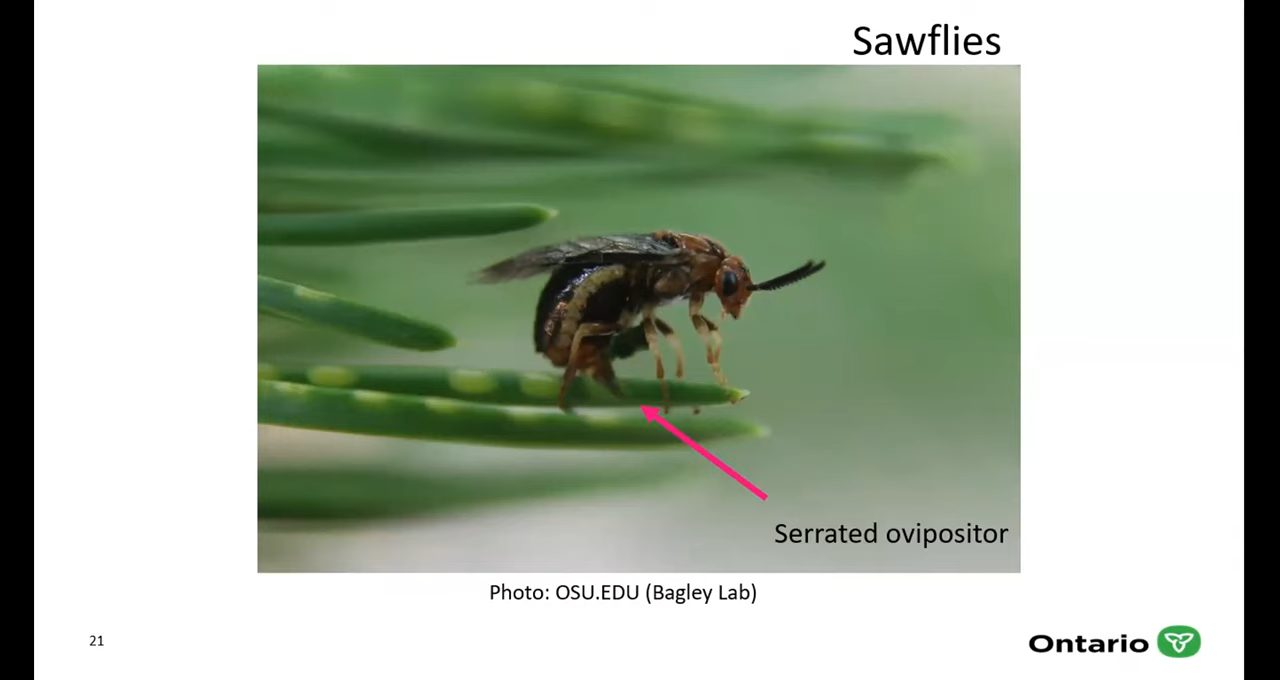 Sawflies
Serrated ovipositor
Photo: OSU.EDU (Bagley Lab)
21
Ontario